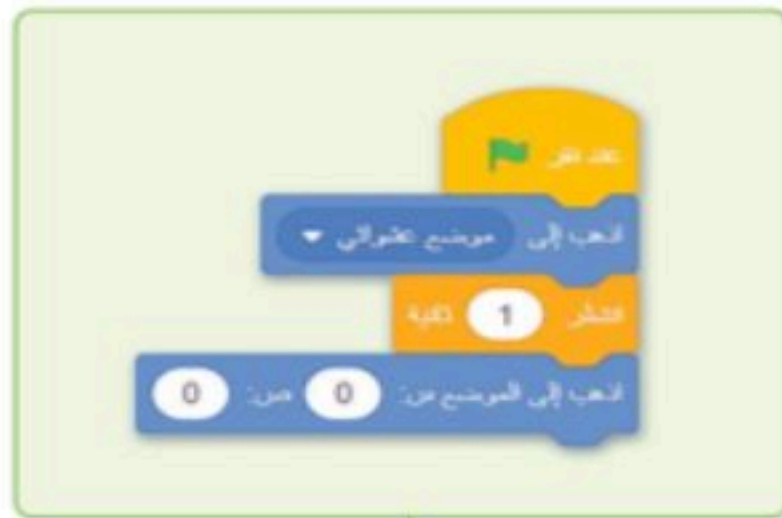 عند نقر
اذهب إلى موضع عشوائي
انتظر 1 ثانية
اذهب إلى الموضع س: 0 ص: 0